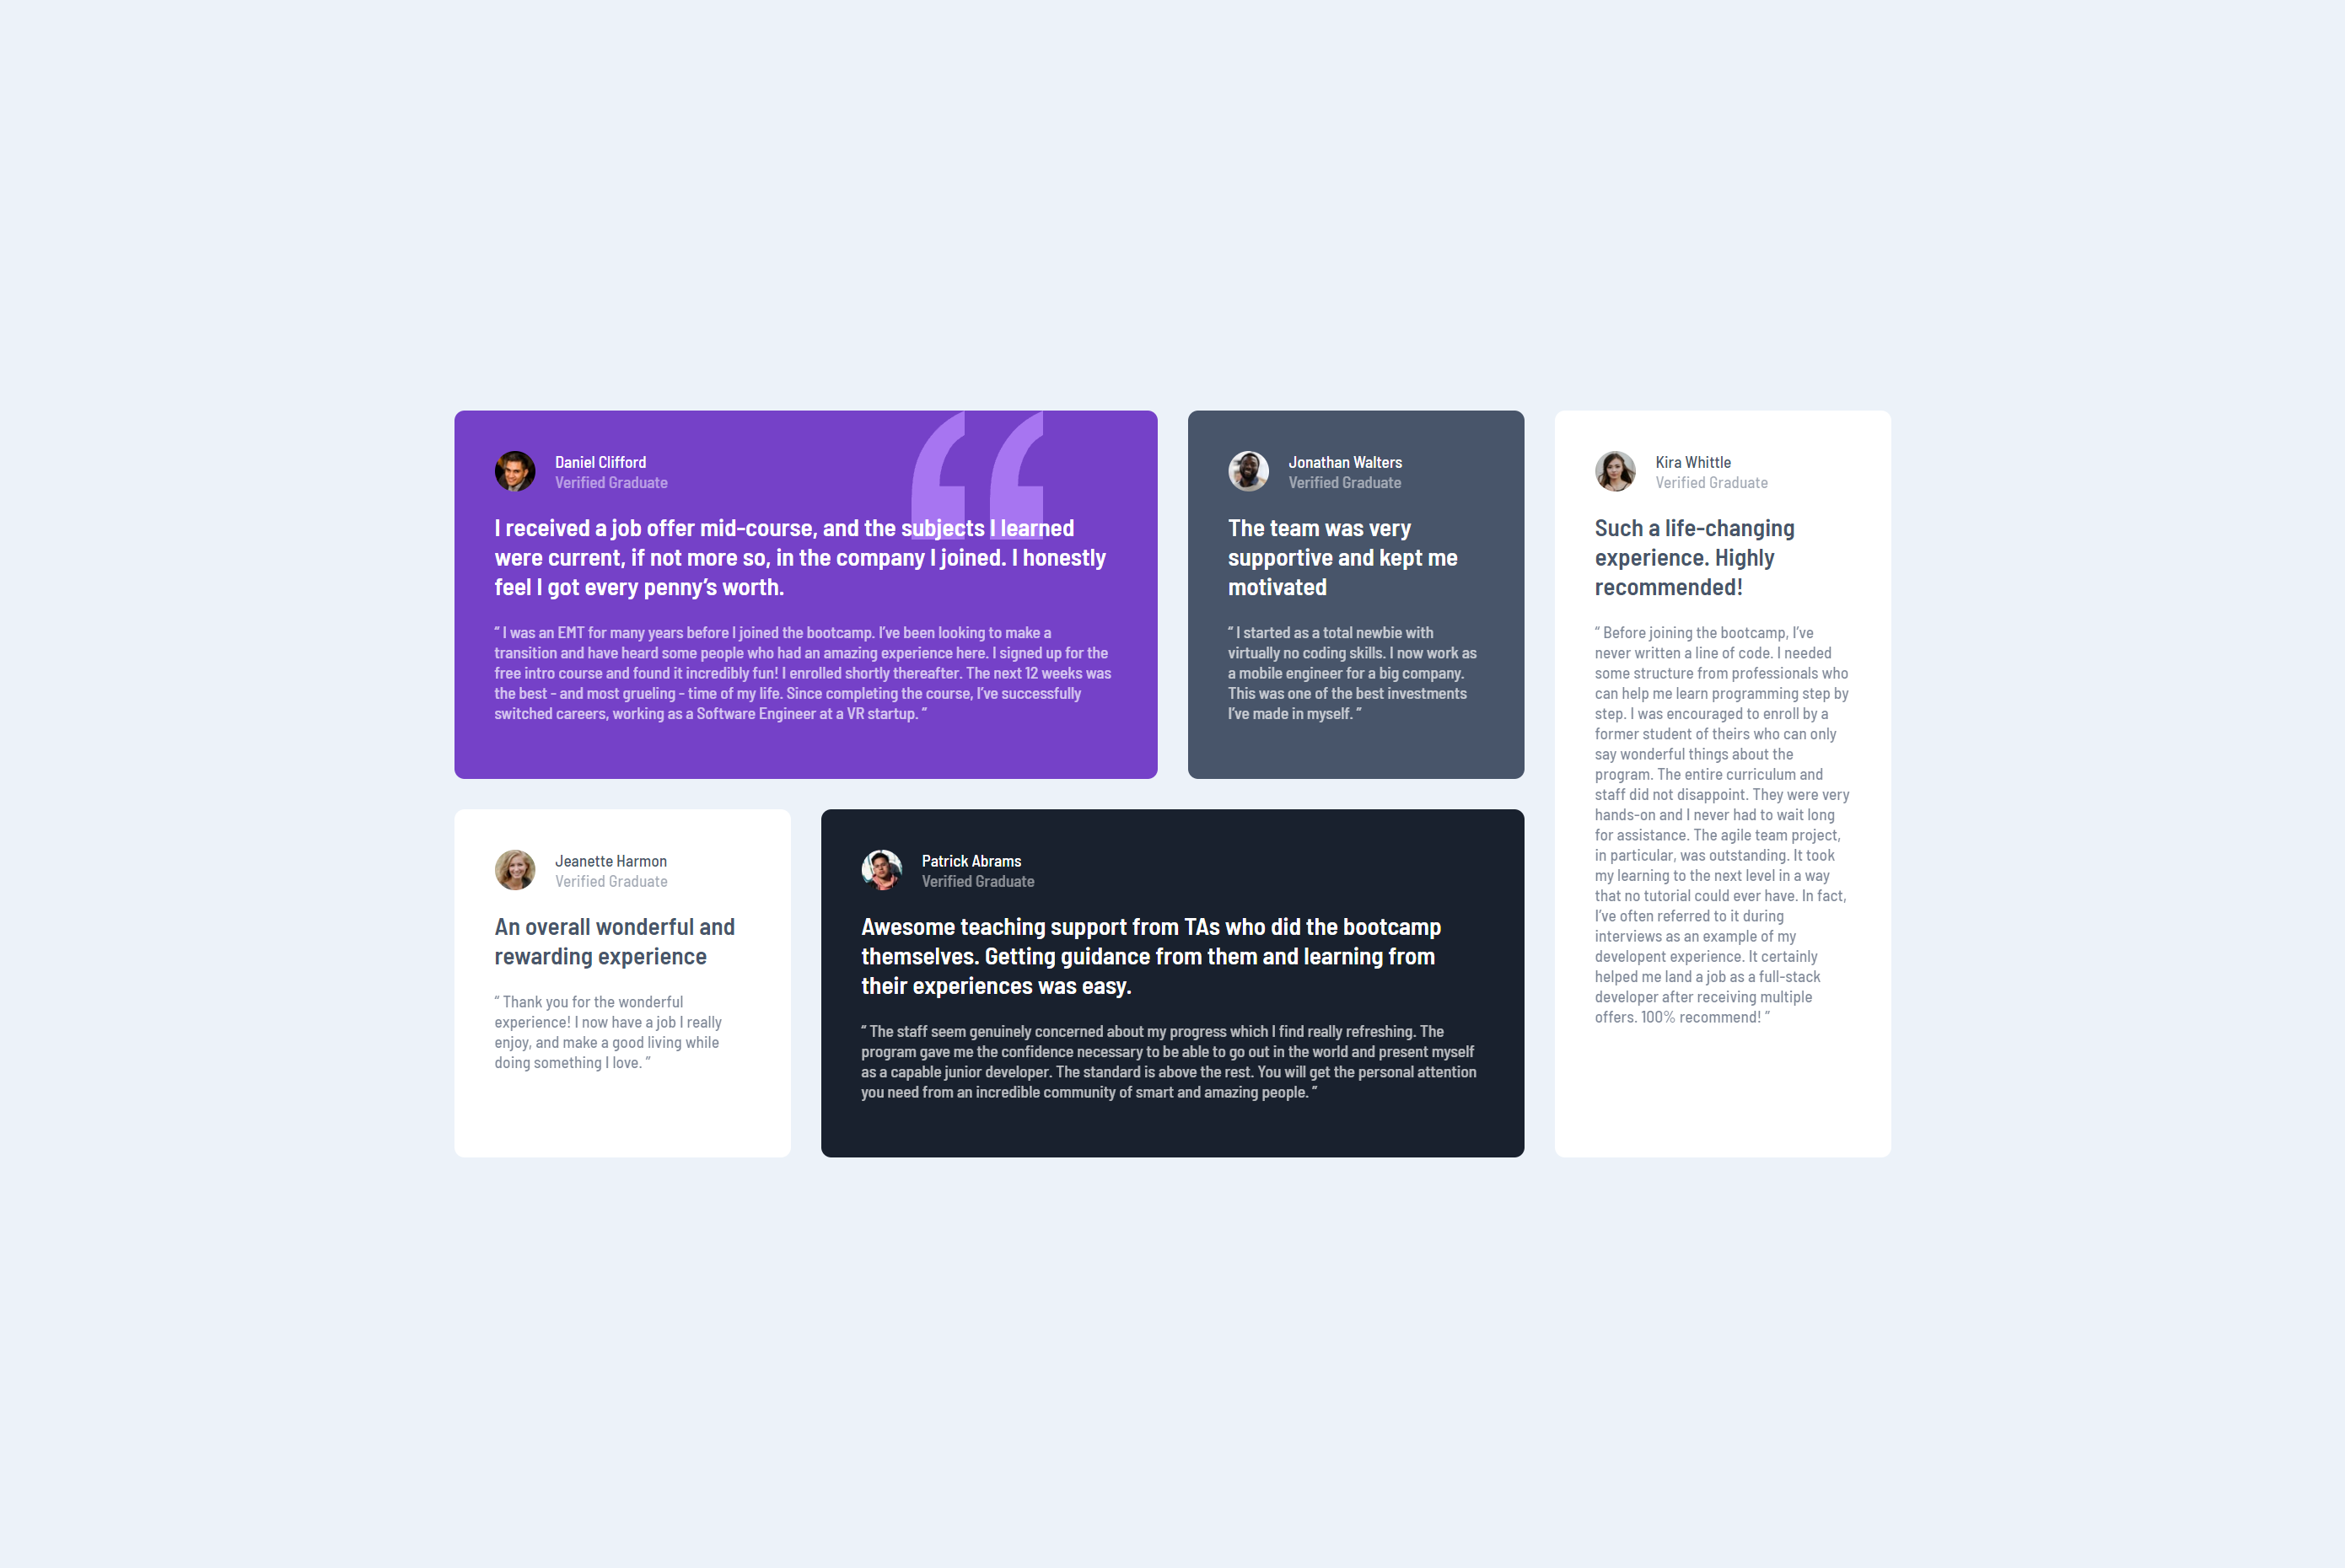 Daniel Clifford
Verified Graduate
I received a job offer mid-course, and the subjects I learned
were current, if not more so, in the company I joined. I honestly
feel I got every penny’s worth.
“ I was an EMT for many years before I joined the bootcamp. I’ve been looking to make a
transition and have heard some people who had an amazing experience here. I signed up for the
free intro course and found it incredibly fun! I enrolled shortly thereafter. The next 12 weeks was
the best - and most grueling - time of my life. Since completing the course, I’ve successfully
switched careers, working as a Software Engineer at a VR startup. ”
Jonathan Walters
Verified Graduate
The team was very
supportive and kept me
motivated
“ I started as a total newbie with
virtually no coding skills. I now work as
a mobile engineer for a big company.
This was one of the best investments
I’ve made in myself. ”
Kira Whittle
Verified Graduate
Such a life-changing
experience. Highly
recommended!
“ Before joining the bootcamp, I’ve
never written a line of code. I needed
some structure from professionals who
can help me learn programming step by
step. I was encouraged to enroll by a
former student of theirs who can only
say wonderful things about the
program. The entire curriculum and
staff did not disappoint. They were very
hands-on and I never had to wait long
for assistance. The agile team project,
in particular, was outstanding. It took
my learning to the next level in a way
that no tutorial could ever have. In fact,
I’ve often referred to it during
interviews as an example of my
developent experience. It certainly
helped me land a job as a full-stack
developer after receiving multiple
offers. 100% recommend! ”
Jeanette Harmon
Verified Graduate
An overall wonderful and
rewarding experience
“ Thank you for the wonderful
experience! I now have a job I really
enjoy, and make a good living while
doing something I love. ”
Patrick Abrams
Verified Graduate
Awesome teaching support from TAs who did the bootcamp
themselves. Getting guidance from them and learning from
their experiences was easy.
“ The staff seem genuinely concerned about my progress which I find really refreshing. The
program gave me the confidence necessary to be able to go out in the world and present myself
as a capable junior developer. The standard is above the rest. You will get the personal attention
you need from an incredible community of smart and amazing people. ”